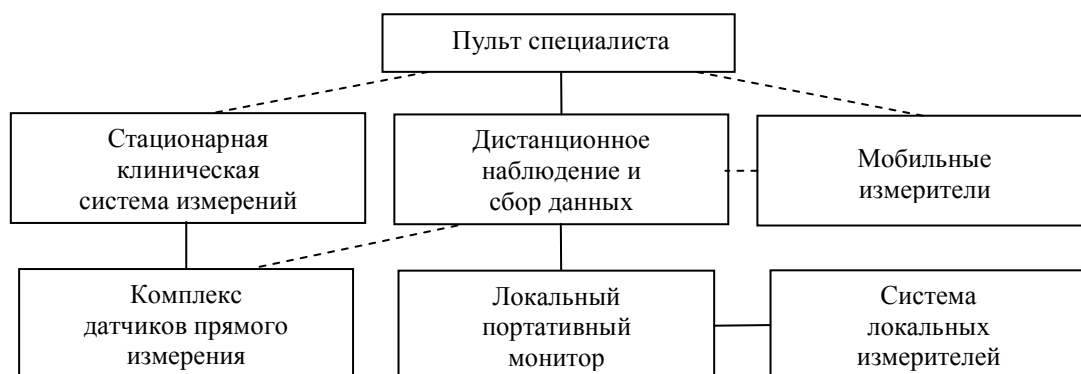 Пульт специалиста
Стационарная
клиническая
система измерений
Дистанционное
наблюдение и
сбор данных
Мобильные
измерители
Комплекс
датчиков прямого
измерения
Локальный
портативный
монитор
Система
локальных
измерителей